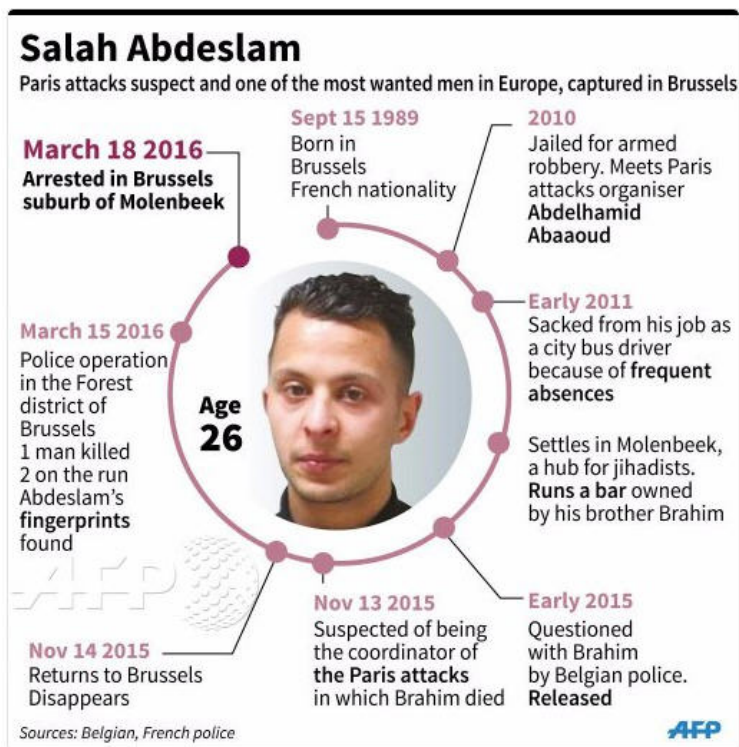 Salah Abdeslam
Paris attacks suspect and one of the most wanted men in Europe, captured in Brussels
Sept 15 1989
Born in
Brussels
French nationality
2010
Jailed for armed
robbery. Meets Paris
attacks organiser
Abdelhamid
Abaaoud
Early 2011
Sacked from his job as
a city bus driver
because of frequent
absences
Settles in Molenbeek,
a hub for jihadists.
Runs a bar owned
by his brother Brahim
Early 2015
Questioned
with Brahim
by Belgian police.
Released
Nov 13 2015
Suspected of being
the coordinator of
the Paris attacks
in which Brahim died
Nov 14 2015
Returns to Brussels
Disappears
March 15 2016
Police operation
in the Forest
district of
Brussels
1 man killed
2 on the run
Abdeslam's
fingerprints
found
March 18 2016
Arrested in Brussels
suburb of Molenbeek
Age
26
AFP
Sources: Belgian, French police
AFP